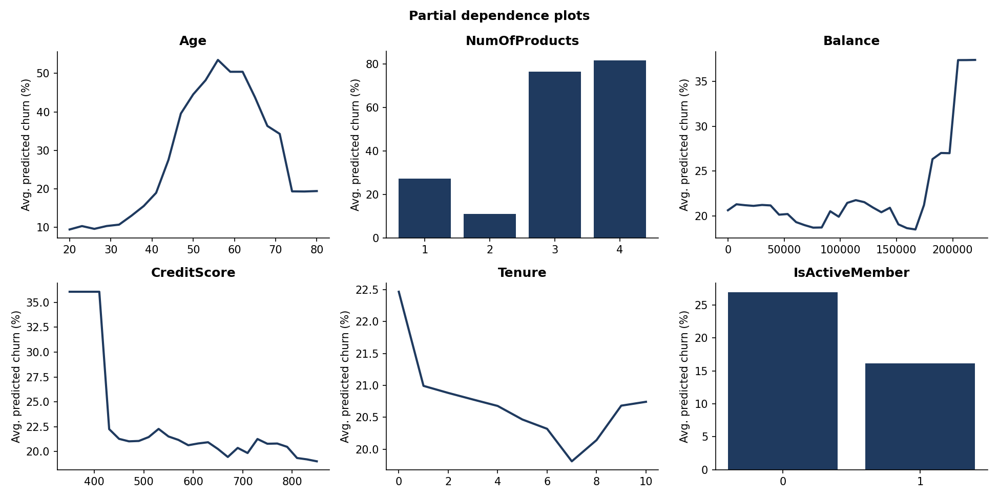 Partial dependence plots
Age
Avg. predicted churn (%)
50
40
30
20
10
20 30 40 50 60 70 80
NumOfProducts
Avg. predicted churn (%)
80
60
40
20
0
1 2 3 4
Balance
Avg. predicted churn (%)
35
30
25
20
0 50000 100000 150000 200000
CreditScore
Avg. predicted churn (%)
35.0
32.5
30.0
27.5
25.0
22.5
20.0
400 500 600 700 800
Tenure
Avg. predicted churn (%)
22.5
22.0
21.5
21.0
20.5
20.0
0 2 4 6 8 10
IsActiveMember
Avg. predicted churn (%)
25
20
15
10
5
0
0 1